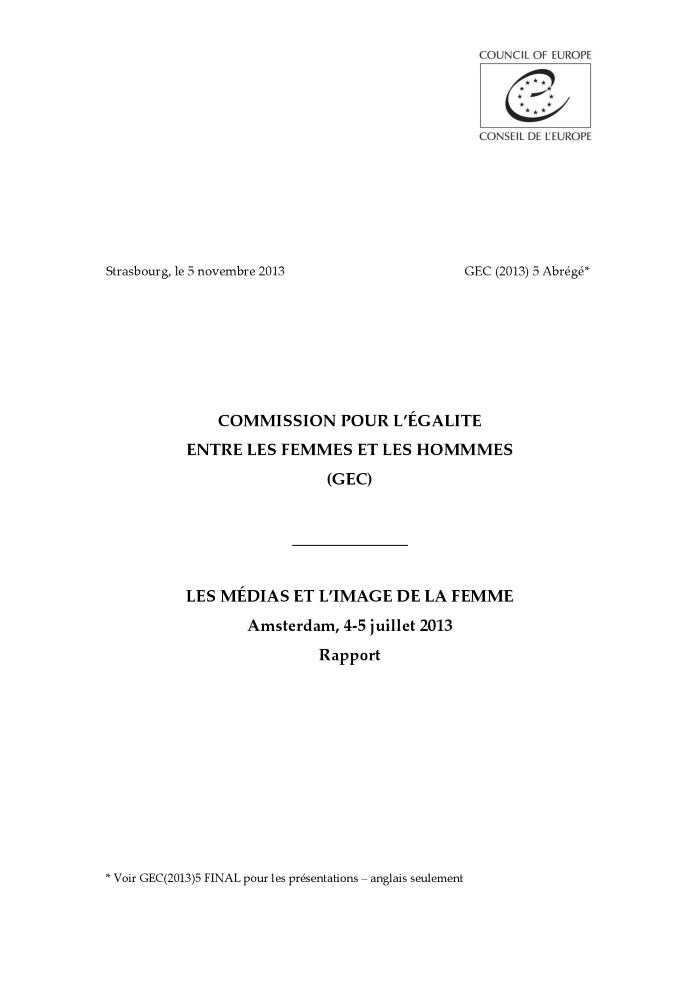 COUNCIL OF EUROPE
CONSEIL DE L'EUROPE
Strasbourg, le 5 novembre 2013 GEC (2013) 5 Abrégé*
COMMISSION POUR L’ÉGALITE
ENTRE LES FEMMES ET LES HOMMMES
(GEC)
LES MÉDIAS ET L’IMAGE DE LA FEMME
Amsterdam, 4-5 juillet 2013
Rapport
* Voir GEC(2013)5 FINAL pour les présentations – anglais seulement